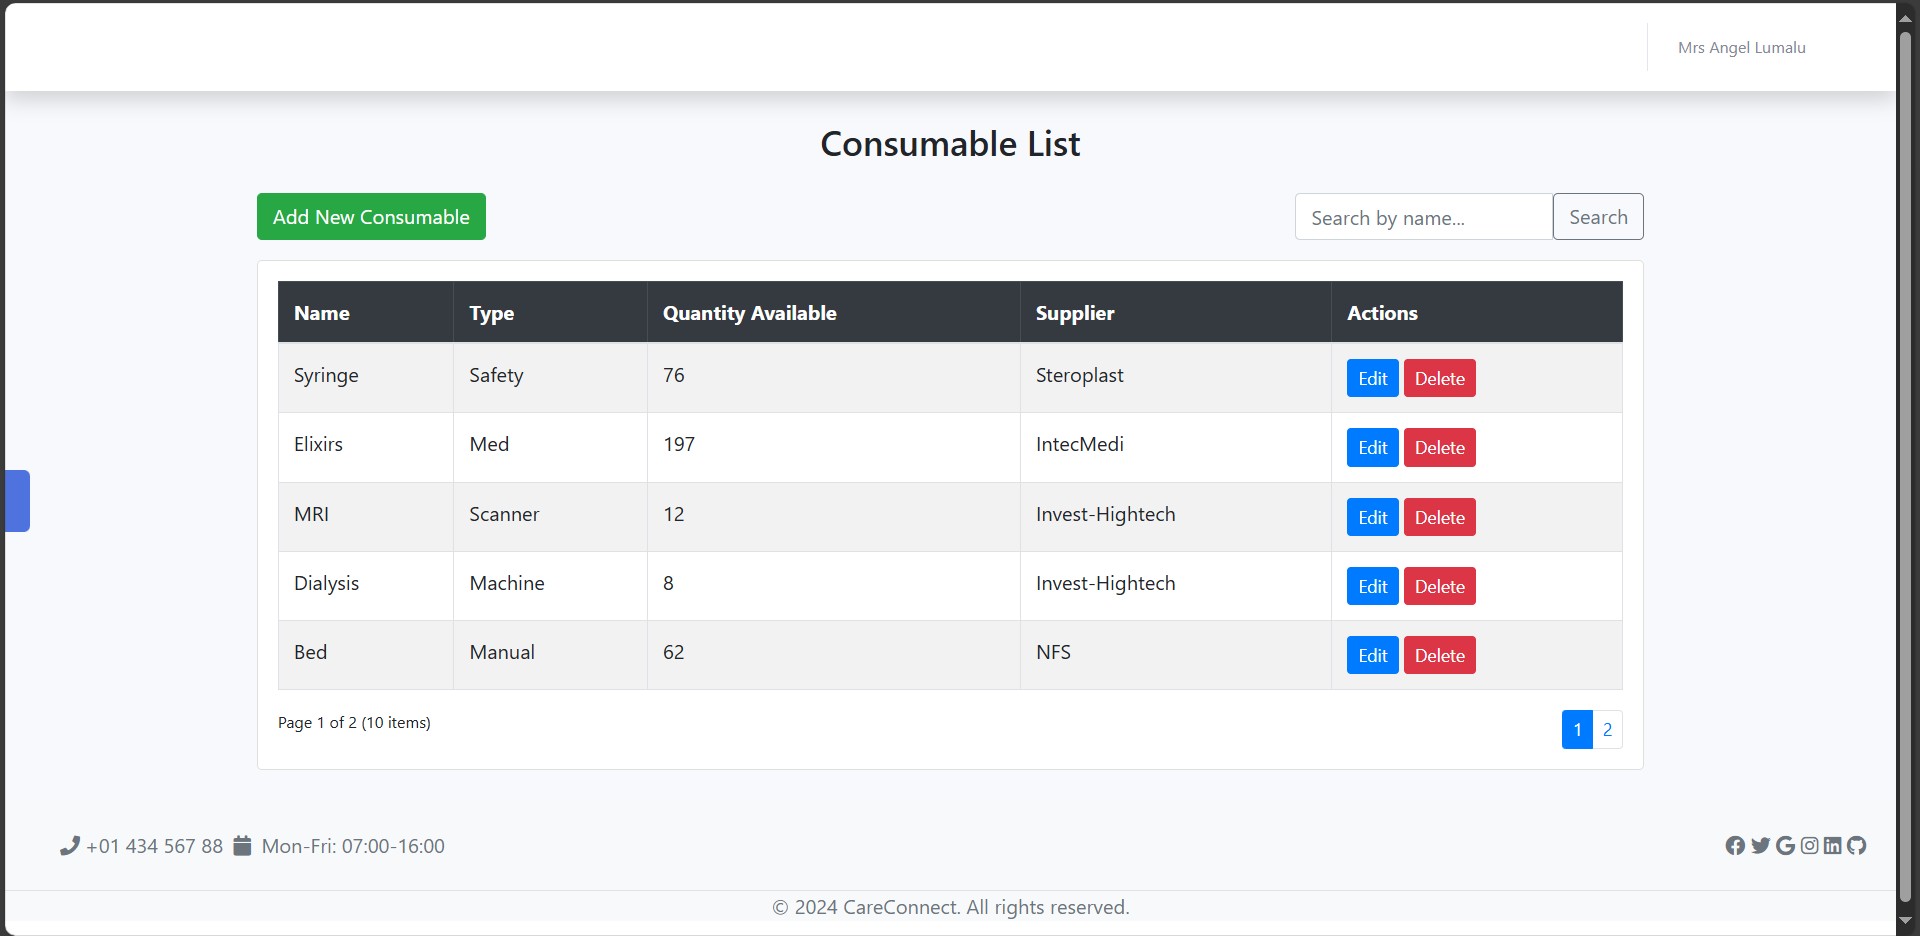 Mrs Angel Lumalu
Consumable List
Add New Consumable
Search by name...
Search
Name Type Quantity Available Supplier Actions
Syringe Safety 76 Steroplast Edit Delete
Elixirs Med 197 IntecMedi Edit Delete
MRI Scanner 12 Invest-Hightech Edit Delete
Dialysis Machine 8 Invest-Hightech Edit Delete
Bed Manual 62 NFS Edit Delete
Page 1 of 2 (10 items)
1 2
+01 434 567 88 Mon-Fri: 07:00-16:00
© 2024 CareConnect. All rights reserved.